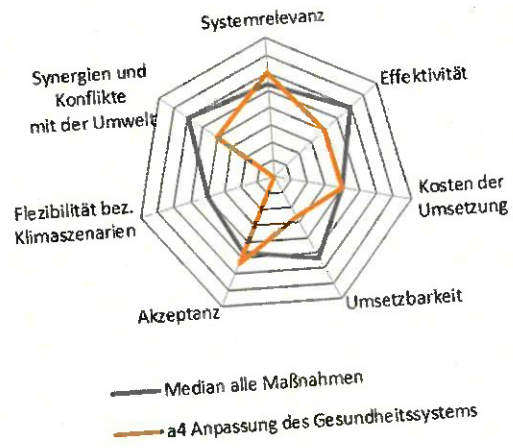 Systemrelevanz
Effektivität
Kosten der
Umsetzung
Umsetzbarkeit
Akzeptanz
Flezibilität bez.
Klimaszenarien
Synergien und
Konflikte
mit der Umwelt
Median alle Maßnahmen
a4 Anpassung des Gesundheitssystems